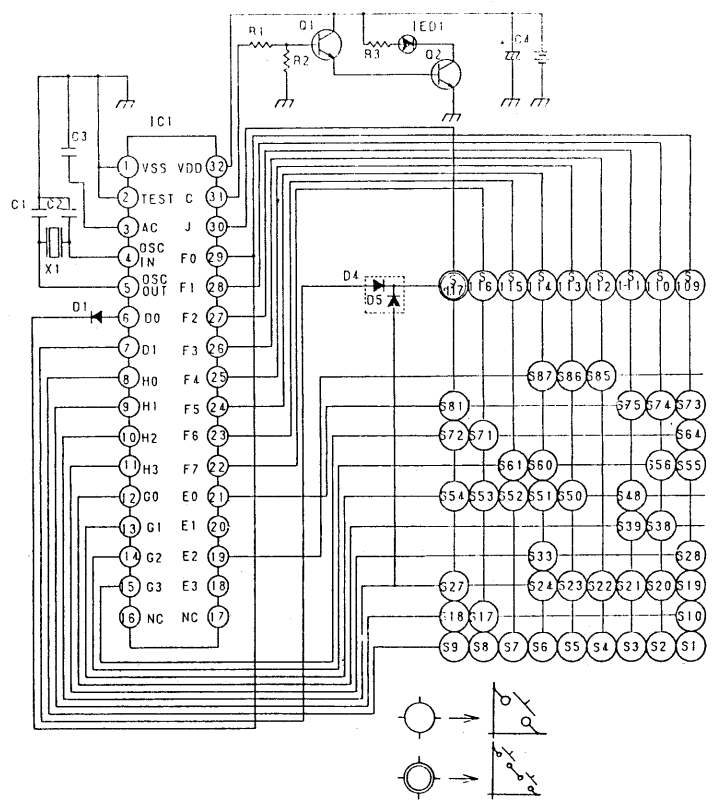 R1 Q1 IEO1 C4
R2 R3 Q2
IC1
C3
1 VSS VDD 32
2 TEST C 31
C1 C2
3 AC J 30
4 OSC IN F0 29
X1
5 OSC OUT F1 28
D1
6 D0 F2 27
7 D1 F3 26
8 H0 F4 25
9 H1 F5 24
10 H2 F6 23
11 H3 F7 22
12 G0 E0 21
13 G1 E1 20
14 G2 E2 19
15 G3 E3 18
16 NC NC 17
D4
D5
S117 S116 S115 S114 S113 S112 S111 S110 S109
S87 S86 S85
S81 S75 S74 S73
S72 S71 S64
S61 S60 S56 S55
S54 S53 S52 S51 S50 S48
S39 S38
S33 S28
S27 S24 S23 S22 S21 S20 S19
S18 S17 S10
S9 S8 S7 S6 S5 S4 S3 S2 S1